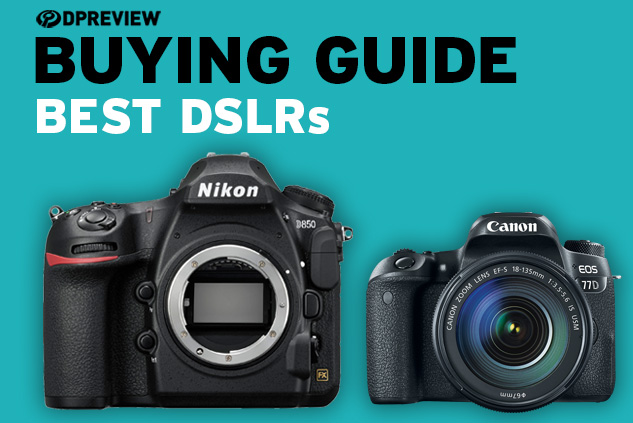 DPREVIEW
BUYING GUIDE
BEST DSLRs
Nikon
D850
FX
Canon
EOS
77D
CANON ZOOM LENS EF-S 18-135mm 1:3.5-5.6 IS USM
Φ67mm